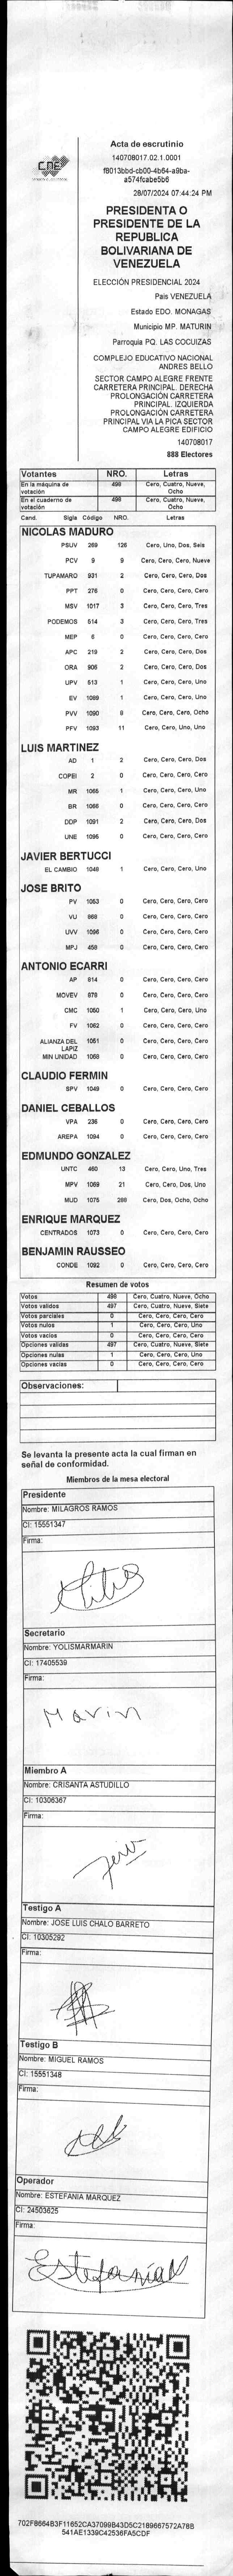 CNE
Acta de escrutinio
140708017.02.1.0001
f8013bbd-cb00-4b64-a9ba-
a574fcabe5b6
28/07/2024 07:44:24 PM
PRESIDENTA O
PRESIDENTE DE LA
REPUBLICA
BOLIVARIANA DE
VENEZUELA
ELECCIÓN PRESIDENCIAL 2024
Pais VENEZUELA
Estado EDO. MONAGAS
Municipio MP. MATURIN
Parroquia PQ. LAS COCUIZAS
COMPLEJO EDUCATIVO NACIONAL
ANDRES BELLO
SECTOR CAMPO ALEGRE FRENTE
CARRETERA PRINCIPAL. DERECHA
PROLONGACIÓN CARRETERA
PRINCIPAL. IZQUIERDA
PROLONGACIÓN CARRETERA
PRINCIPAL VIA LA PICA SECTOR
CAMPO ALEGRE EDIFICIO
140708017
888 Electores
Votantes NRO. Letras
En la máquina de votación 498 Cero, Cuatro, Nueve, Ocho
En el cuaderno de votación 498 Cero, Cuatro, Nueve, Ocho
Cand. Sigla Código NRO. Letras
NICOLAS MADURO
PSUV 269 126 Cero, Uno, Dos, Seis
PCV 9 9 Cero, Cero, Cero, Nueve
TUPAMARO 931 2 Cero, Cero, Cero, Dos
PPT 276 0 Cero, Cero, Cero, Cero
MSV 1017 3 Cero, Cero, Cero, Tres
PODEMOS 514 3 Cero, Cero, Cero, Tres
MEP 6 0 Cero, Cero, Cero, Cero
APC 219 2 Cero, Cero, Cero, Dos
ORA 906 2 Cero, Cero, Cero, Dos
UPV 513 1 Cero, Cero, Cero, Uno
EV 1089 1 Cero, Cero, Cero, Uno
PVV 1090 8 Cero, Cero, Cero, Ocho
PFV 1093 11 Cero, Cero, Uno, Uno
LUIS MARTINEZ
AD 1 2 Cero, Cero, Cero, Dos
COPEI 2 0 Cero, Cero, Cero, Cero
MR 1065 1 Cero, Cero, Cero, Uno
BR 1088 0 Cero, Cero, Cero, Cero
DDP 1091 2 Cero, Cero, Cero, Dos
UNE 1095 0 Cero, Cero, Cero, Cero
JAVIER BERTUCCI
EL CAMBIO 1048 1 Cero, Cero, Cero, Uno
JOSE BRITO
PV 1053 0 Cero, Cero, Cero, Cero
VU 868 0 Cero, Cero, Cero, Cero
UVV 1096 0 Cero, Cero, Cero, Cero
MPJ 458 0 Cero, Cero, Cero, Cero
ANTONIO ECARRI
AP 814 0 Cero, Cero, Cero, Cero
MOVEV 878 0 Cero, Cero, Cero, Cero
CMC 1050 1 Cero, Cero, Cero, Uno
FV 1062 0 Cero, Cero, Cero, Cero
ALIANZA DEL LAPIZ 1051 0 Cero, Cero, Cero, Cero
MIN UNIDAD 1068 0 Cero, Cero, Cero, Cero
CLAUDIO FERMIN
SPV 1049 0 Cero, Cero, Cero, Cero
DANIEL CEBALLOS
VPA 236 0 Cero, Cero, Cero, Cero
AREPA 1094 0 Cero, Cero, Cero, Cero
EDMUNDO GONZALEZ
UNTC 460 13 Cero, Cero, Uno, Tres
MPV 1069 21 Cero, Cero, Dos, Uno
MUD 1075 288 Cero, Dos, Ocho, Ocho
ENRIQUE MARQUEZ
CENTRADOS 1073 0 Cero, Cero, Cero, Cero
BENJAMIN RAUSSEO
CONDE 1092 0 Cero, Cero, Cero, Cero
Resumen de votos
Votos 498 Cero, Cuatro, Nueve, Ocho
Votos validos 497 Cero, Cuatro, Nueve, Siete
Votos parciales 0 Cero, Cero, Cero, Cero
Votos nulos 1 Cero, Cero, Cero, Uno
Votos vacios 0 Cero, Cero, Cero, Cero
Opciones validas 497 Cero, Cuatro, Nueve, Siete
Opciones nulas 1 Cero, Cero, Cero, Uno
Opciones vacias 0 Cero, Cero, Cero, Cero
Observaciones:
Se levanta la presente acta la cual firman en
señal de conformidad.
Miembros de la mesa electoral
Presidente
Nombre: MILAGROS RAMOS
CI: 15551347
Firma:
Secretario
Nombre: YOLISMARMARIN
CI: 17405539
Firma:
Marin
Miembro A
Nombre: CRISANTA ASTUDILLO
CI: 10306367
Firma:
Testigo A
Nombre: JOSE LUIS CHALO BARRETO
CI: 10305292
Firma:
Testigo B
Nombre: MIGUEL RAMOS
CI: 15551348
Firma:
Operador
Nombre: ESTEFANIA MARQUEZ
CI: 24503625
Firma:
Estefania
702F8664B3F11652CA37099B43D5C2189667572A78B
541AE1339C42536FA5CDF